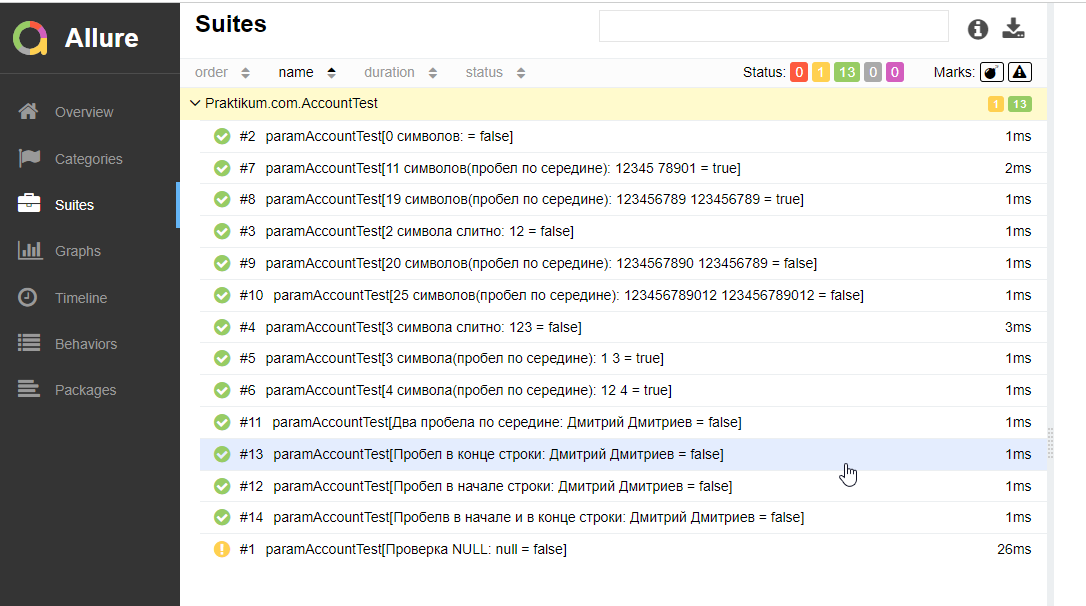 Allure
Overview
Categories
Suites
Graphs
Timeline
Behaviors
Packages
Suites
order name duration status Status: 0 1 13 0 0 Marks:
Praktikum.com.AccountTest 1 13
#2 paramAccountTest[0 символов: = false] 1ms
#7 paramAccountTest[11 символов(пробел по середине): 12345 78901 = true] 2ms
#8 paramAccountTest[19 символов(пробел по середине): 123456789 123456789 = true] 1ms
#3 paramAccountTest[2 символа слитно: 12 = false] 1ms
#9 paramAccountTest[20 символов(пробел по середине): 1234567890 123456789 = false] 1ms
#10 paramAccountTest[25 символов(пробел по середине): 123456789012 123456789012 = false] 1ms
#4 paramAccountTest[3 символа слитно: 123 = false] 3ms
#5 paramAccountTest[3 символа(пробел по середине): 1 3 = true] 1ms
#6 paramAccountTest[4 символа(пробел по середине): 12 4 = true] 1ms
#11 paramAccountTest[Два пробела по середине: Дмитрий Дмитриев = false] 1ms
#13 paramAccountTest[Пробел в конце строки: Дмитрий Дмитриев = false] 1ms
#12 paramAccountTest[Пробел в начале строки: Дмитрий Дмитриев = false] 1ms
#14 paramAccountTest[Пробелв в начале и в конце строки: Дмитрий Дмитриев = false] 1ms
#1 paramAccountTest[Проверка NULL: null = false] 26ms